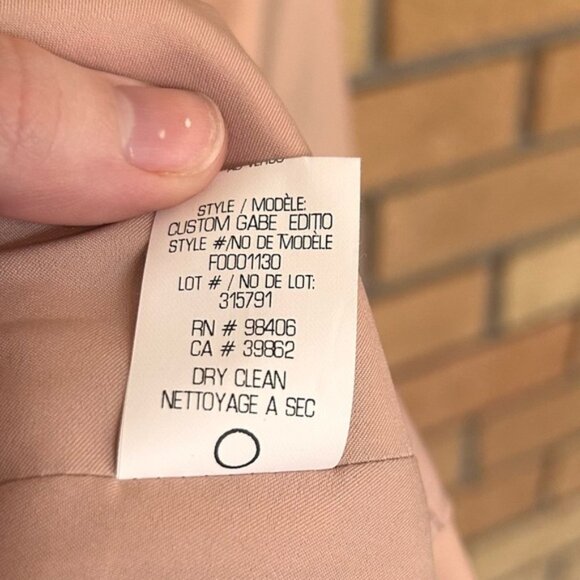 STYLE / MODÈLE:
CUSTOM GABE EDITIO
STYLE #/NO DE MODÈLE
F0001130
LOT # / NO DE LOT:
315791
RN # 98406
CA # 39862
DRY CLEAN
NETTOYAGE A SEC